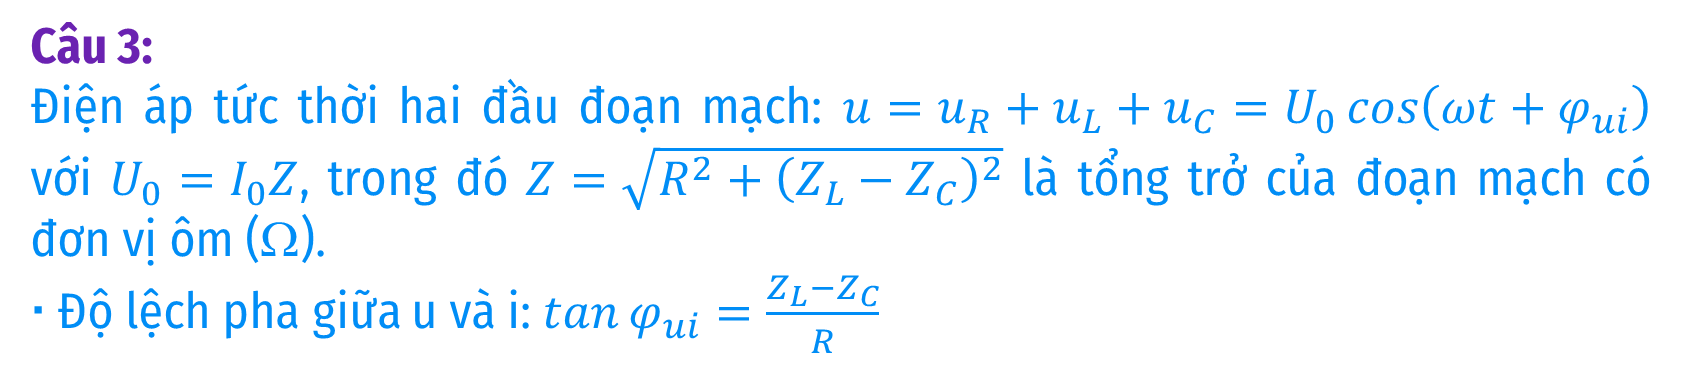 Câu 3:
Điện áp tức thời hai đầu đoạn mạch: u = u_R + u_L + u_C = U_0 cos(ωt + φ_ui)
với U_0 = I_0Z, trong đó Z = √(R² + (Z_L − Z_C)²) là tổng trở của đoạn mạch có
đơn vị ôm (Ω).
· Độ lệch pha giữa u và i: tan φ_ui = (Z_L−Z_C)/R